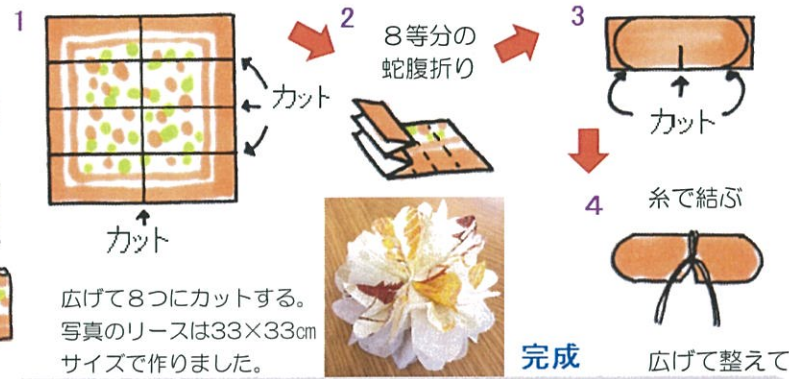 1
カット
カット
広げて8つにカットする。
写真のリースは33×33㎝
サイズで作りました。
2
8等分の
蛇腹折り
3
カット
4
糸で結ぶ
完成
広げて整えて